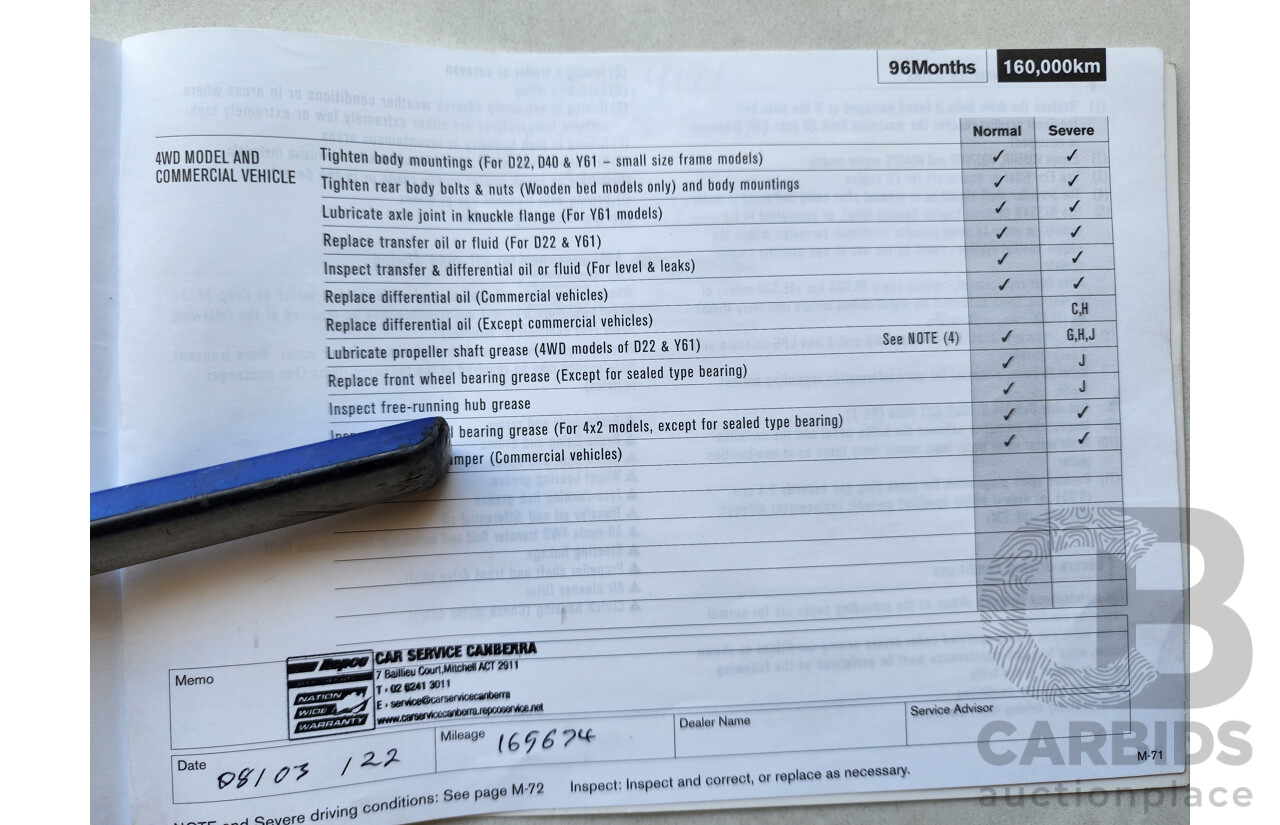 96Months 160,000km
Normal Severe
4WD MODEL AND
COMMERCIAL VEHICLE
Tighten body mountings (For D22, D40 & Y61 – small size frame models) ✓ ✓
Tighten rear body bolts & nuts (Wooden bed models only) and body mountings ✓ ✓
Lubricate axle joint in knuckle flange (For Y61 models) ✓ ✓
Replace transfer oil or fluid (For D22 & Y61) ✓ ✓
Inspect transfer & differential oil or fluid (For level & leaks) ✓ ✓
Replace differential oil (Commercial vehicles) ✓ ✓
Replace differential oil (Except commercial vehicles) C,H
Lubricate propeller shaft grease (4WD models of D22 & Y61) See NOTE (4) ✓ G,H,J
Replace front wheel bearing grease (Except for sealed type bearing) ✓ J
Inspect free-running hub grease ✓ J
bearing grease (For 4x2 models, except for sealed type bearing) ✓ ✓
(Commercial vehicles) ✓ ✓
Memo
Repco
NATION
WIDE
WARRANTY
CAR SERVICE CANBERRA
7 Baillieu Court, Mitchell ACT 2911
T · 02 6241 3011
E · service@carservicecanberra
www.carservicecanberra.repcoservice.net
Date 08/03/22
Mileage 169674
Dealer Name
Service Advisor
NOTE and Severe driving conditions: See page M-72 Inspect: Inspect and correct, or replace as necessary.
M-71
CB
CARBIDS
auctionplace